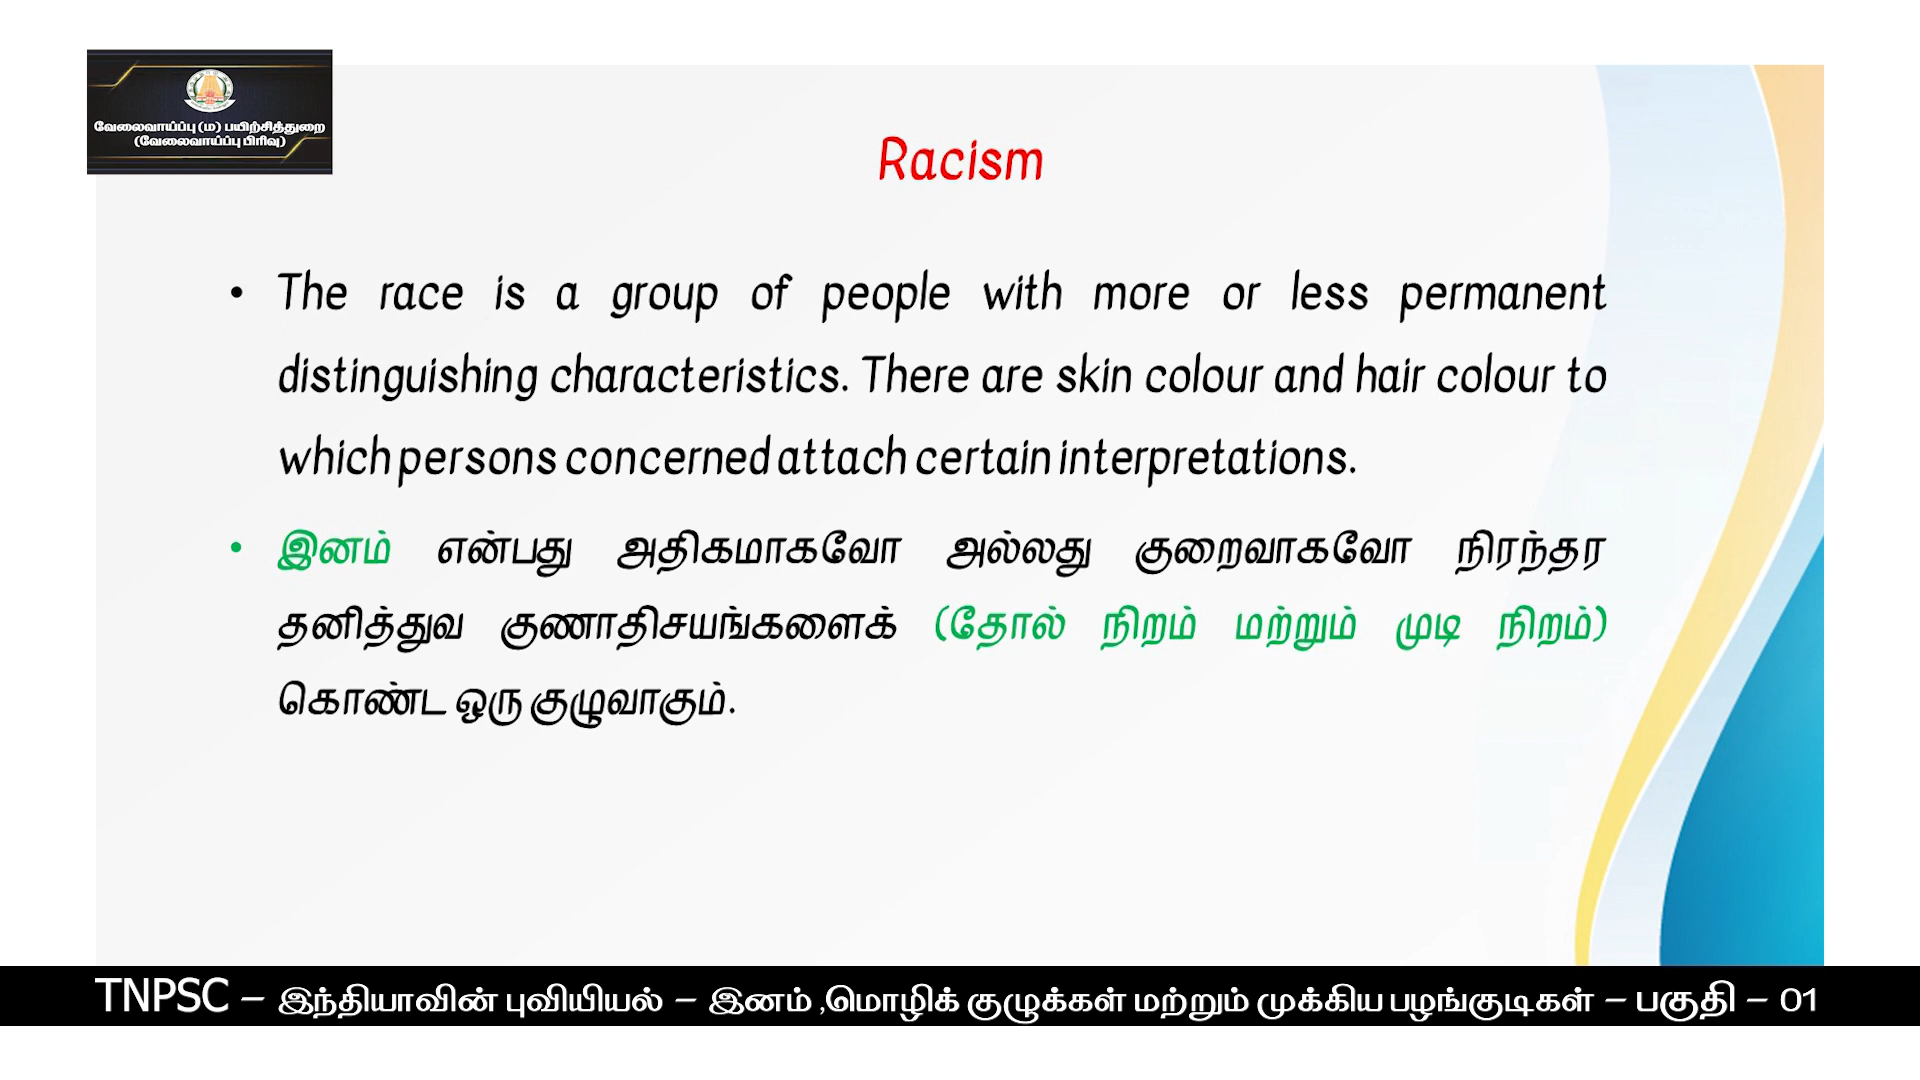 வேலைவாய்ப்பு (ம) பயிற்சித்துறை
(வேலைவாய்ப்பு பிரிவு)
Racism
• The race is a group of people with more or less permanent
distinguishing characteristics. There are skin colour and hair colour to
which persons concerned attach certain interpretations.
• இனம் என்பது அதிகமாகவோ அல்லது குறைவாகவோ நிரந்தர
தனித்துவ குணாதிசயங்களைக் (தோல் நிறம் மற்றும் முடி நிறம்)
கொண்ட ஒரு குழுவாகும்.
TNPSC – இந்தியாவின் புவியியல் – இனம் ,மொழிக் குழுக்கள் மற்றும் முக்கிய பழங்குடிகள் – பகுதி – 01